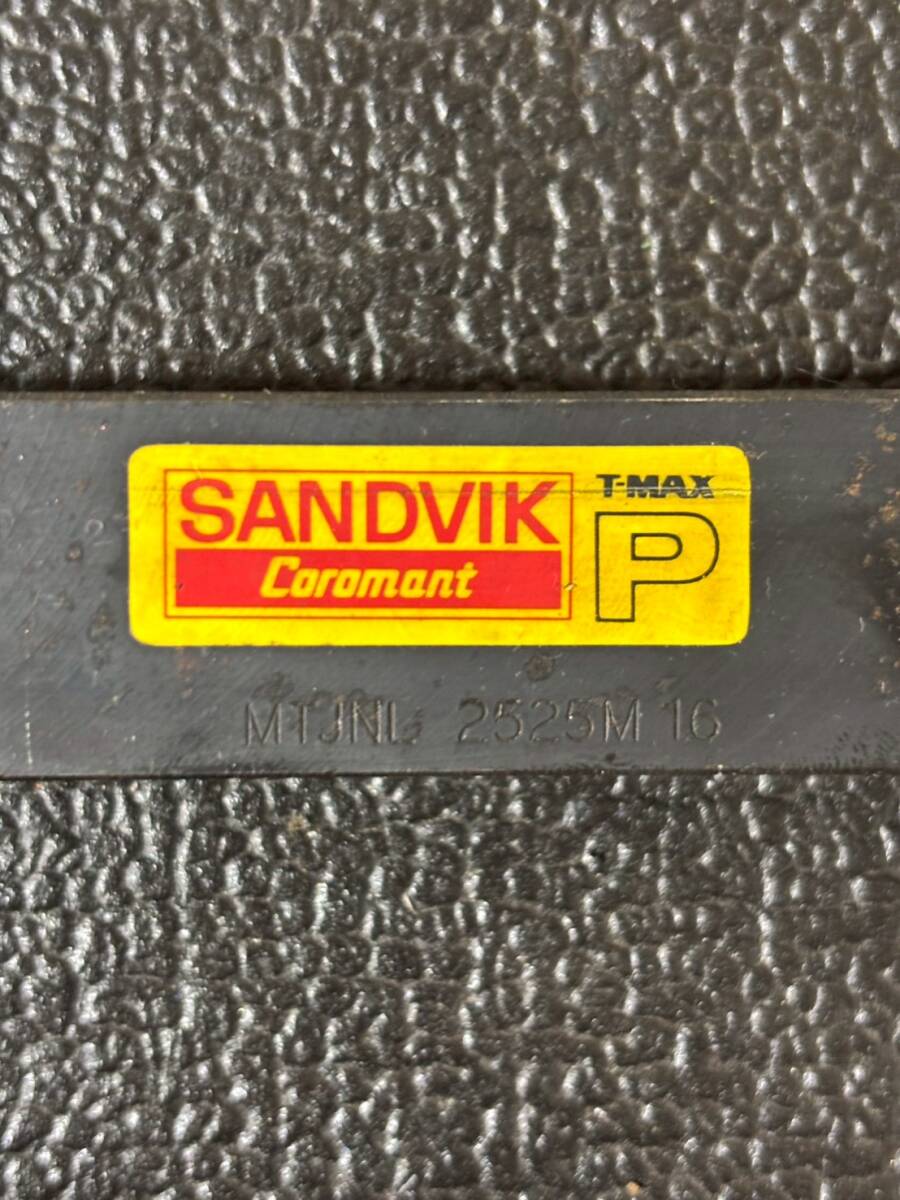 SANDVIK
Coromant
T-MAX
P
MTJNL 2525M 16